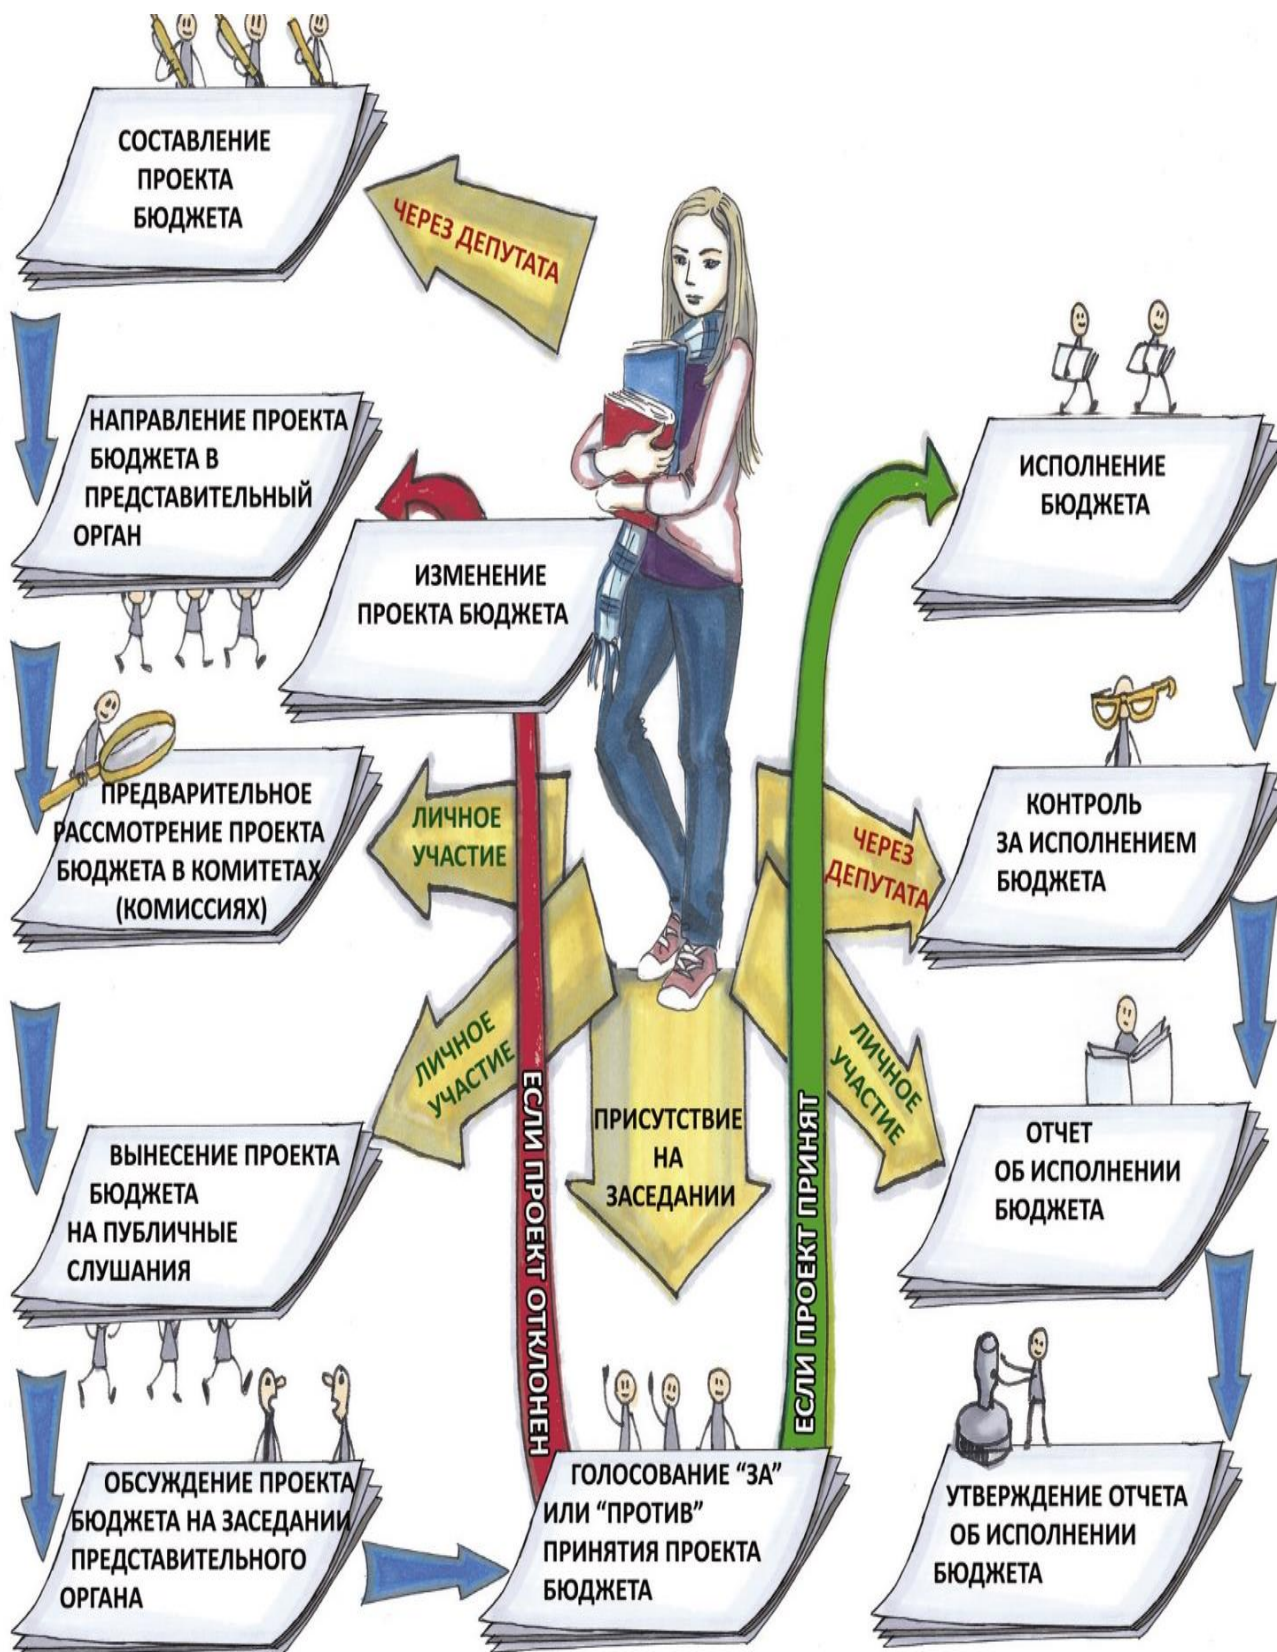 СОСТАВЛЕНИЕ
ПРОЕКТА
БЮДЖЕТА
ЧЕРЕЗ ДЕПУТАТА
НАПРАВЛЕНИЕ ПРОЕКТА
БЮДЖЕТА В
ПРЕДСТАВИТЕЛЬНЫЙ
ОРГАН
ИЗМЕНЕНИЕ
ПРОЕКТА БЮДЖЕТА
ПРЕДВАРИТЕЛЬНОЕ
РАССМОТРЕНИЕ ПРОЕКТА
БЮДЖЕТА В КОМИТЕТАХ
(КОМИССИЯХ)
ЛИЧНОЕ
УЧАСТИЕ
ЛИЧНОЕ
УЧАСТИЕ
ВЫНЕСЕНИЕ ПРОЕКТА
БЮДЖЕТА
НА ПУБЛИЧНЫЕ
СЛУШАНИЯ
ОБСУЖДЕНИЕ ПРОЕКТА
БЮДЖЕТА НА ЗАСЕДАНИИ
ПРЕДСТАВИТЕЛЬНОГО
ОРГАНА
ЕСЛИ ПРОЕКТ ОТКЛОНЕН
ПРИСУТСТВИЕ
НА
ЗАСЕДАНИИ
ГОЛОСОВАНИЕ “ЗА”
ИЛИ “ПРОТИВ”
ПРИНЯТИЯ ПРОЕКТА
БЮДЖЕТА
ЕСЛИ ПРОЕКТ ПРИНЯТ
ИСПОЛНЕНИЕ
БЮДЖЕТА
ЧЕРЕЗ
ДЕПУТАТА
КОНТРОЛЬ
ЗА ИСПОЛНЕНИЕМ
БЮДЖЕТА
ЛИЧНОЕ
УЧАСТИЕ
ОТЧЕТ
ОБ ИСПОЛНЕНИИ
БЮДЖЕТА
УТВЕРЖДЕНИЕ ОТЧЕТА
ОБ ИСПОЛНЕНИИ
БЮДЖЕТА